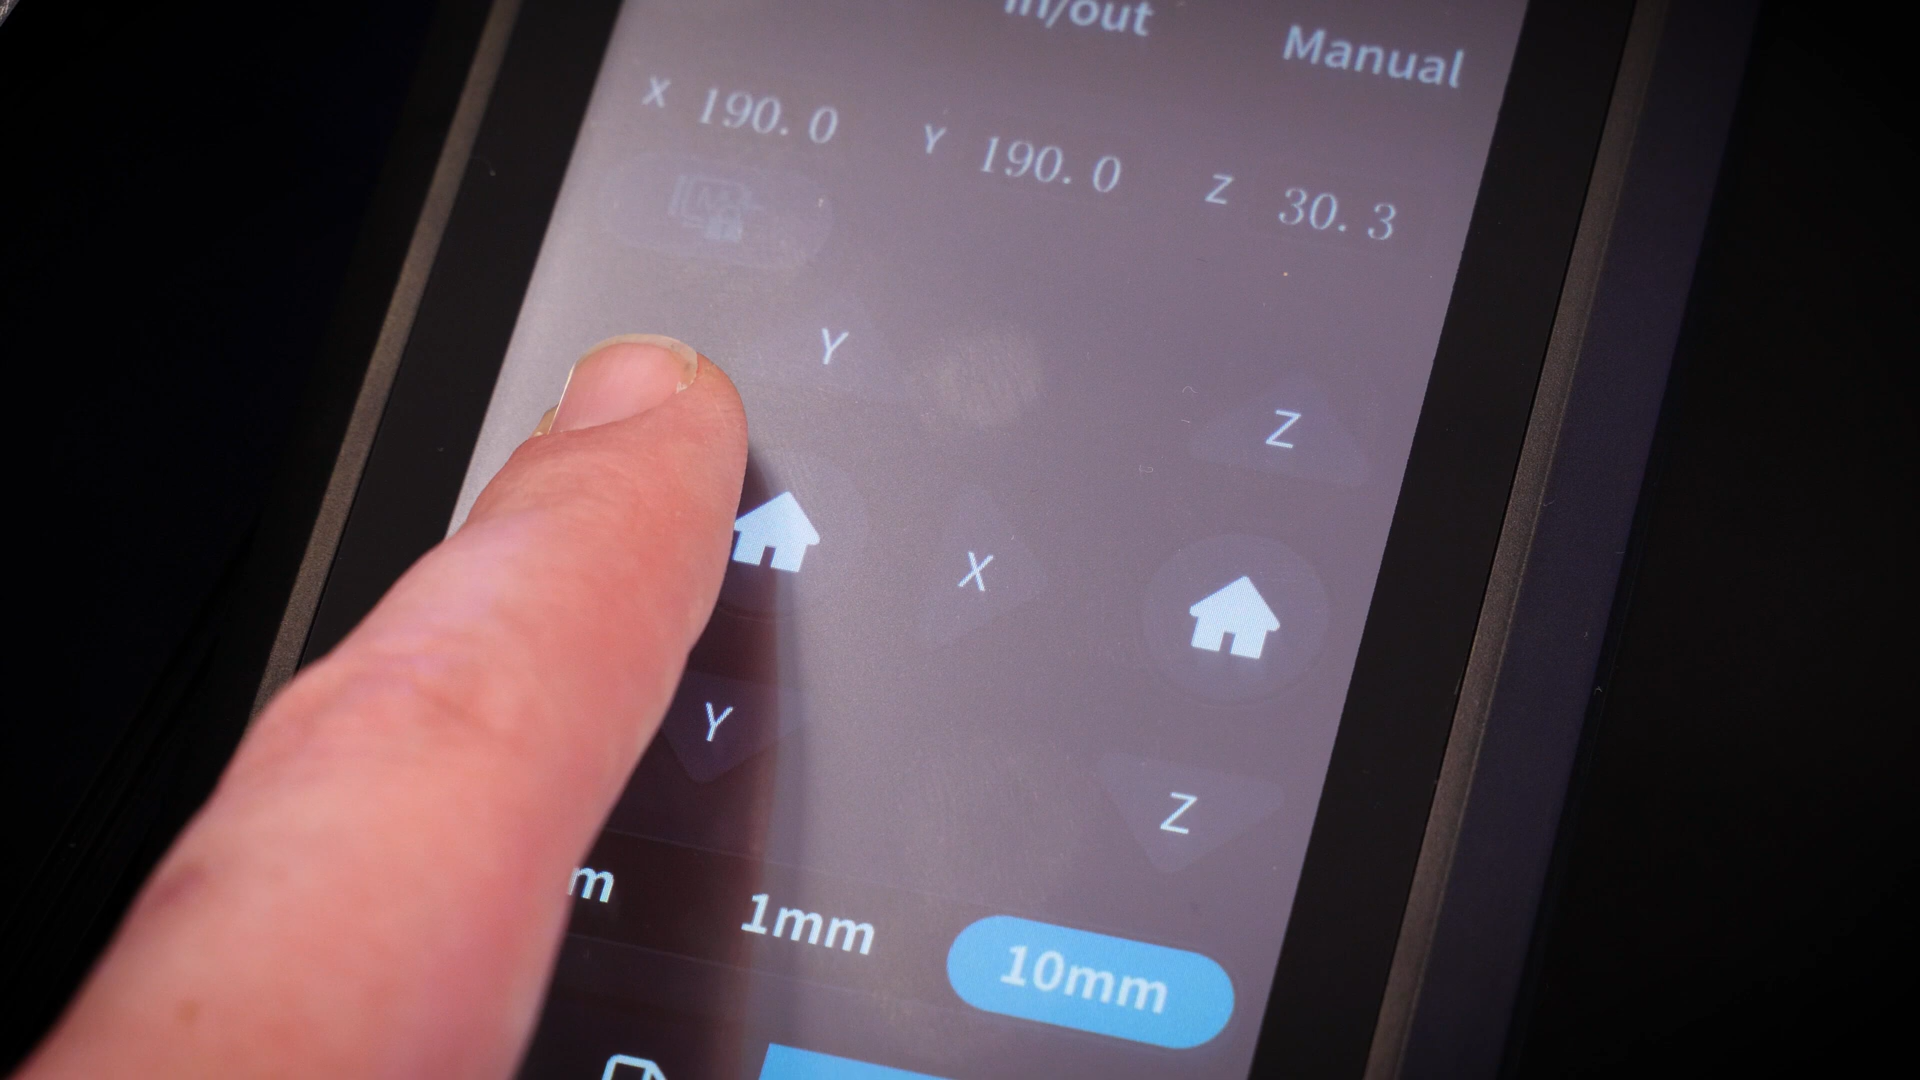 in/out Manual
X 190.0 Y 190.0 Z 30.3
Y
Z
X
Y
Z
m 1mm 10mm